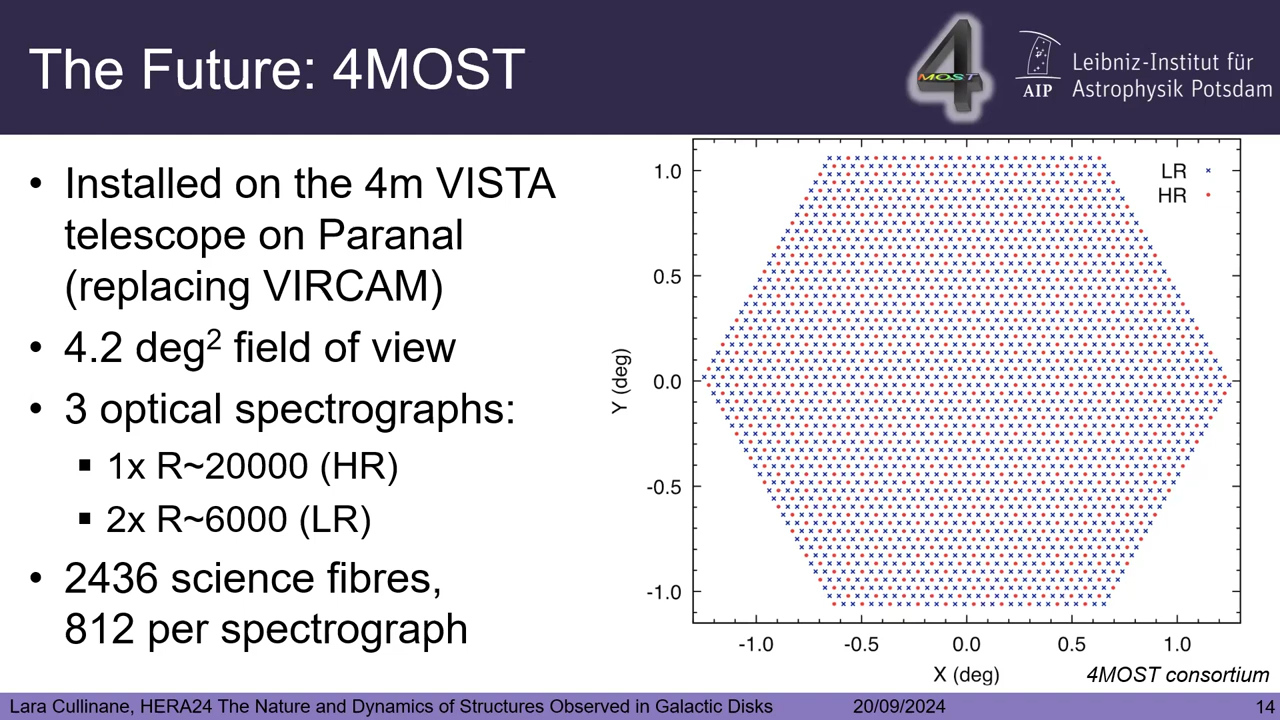 The Future: 4MOST
4
MOST
AIP
Leibniz-Institut für
Astrophysik Potsdam
• Installed on the 4m VISTA
telescope on Paranal
(replacing VIRCAM)
• 4.2 deg² field of view
• 3 optical spectrographs:
▪ 1x R~20000 (HR)
▪ 2x R~6000 (LR)
• 2436 science fibres,
812 per spectrograph
LR
HR
1.0
0.5
0.0
-0.5
-1.0
Y (deg)
-1.0 -0.5 0.0 0.5 1.0
X (deg)
4MOST consortium
Lara Cullinane, HERA24 The Nature and Dynamics of Structures Observed in Galactic Disks 20/09/2024 14